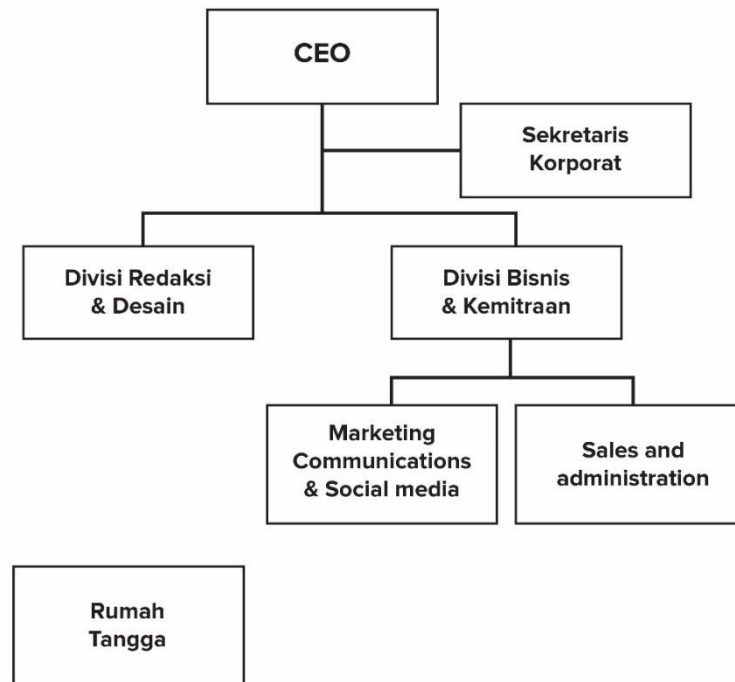 CEO
Sekretaris
Korporat
Divisi Redaksi
& Desain
Divisi Bisnis
& Kemitraan
Marketing
Communications
& Social media
Sales and
administration
Rumah
Tangga